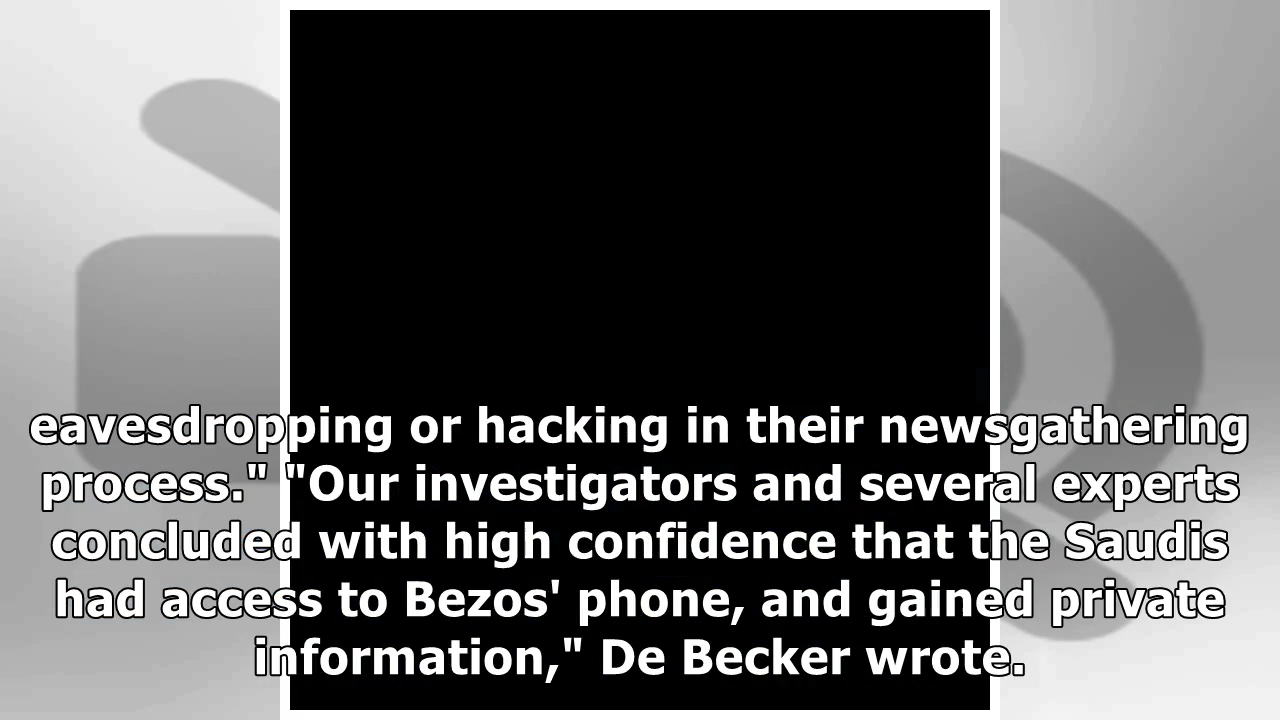 eavesdropping or hacking in their newsgathering
process." "Our investigators and several experts
concluded with high confidence that the Saudis
had access to Bezos' phone, and gained private
information," De Becker wrote.